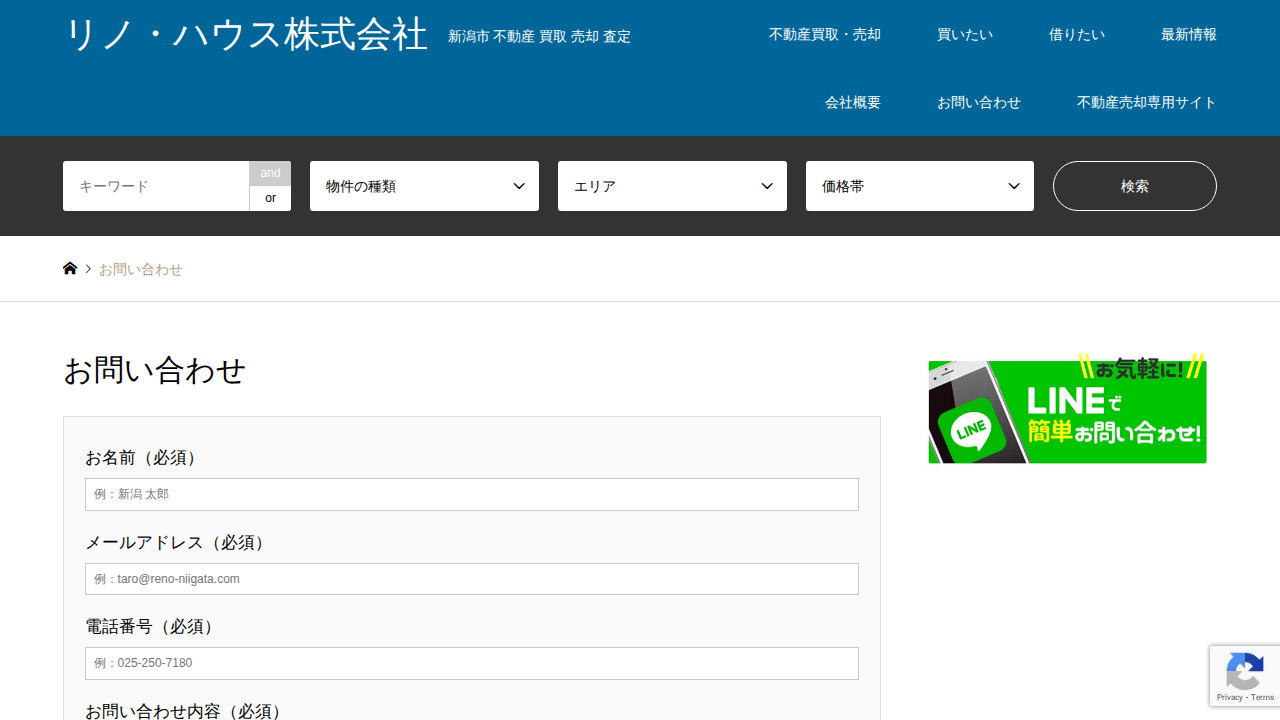 リノ・ハウス株式会社
新潟市 不動産 買取 売却 査定
不動産買取・売却
買いたい
借りたい
最新情報
会社概要
お問い合わせ
不動産売却専用サイト
キーワード
and
or
物件の種類
エリア
価格帯
検索
お問い合わせ
お問い合わせ
お気軽に!
LINEで
簡単お問い合わせ!
LINE
お名前（必須）
例：新潟 太郎
メールアドレス（必須）
例：taro@reno-niigata.com
電話番号（必須）
例：025-250-7180
お問い合わせ内容（必須）
Privacy - Terms